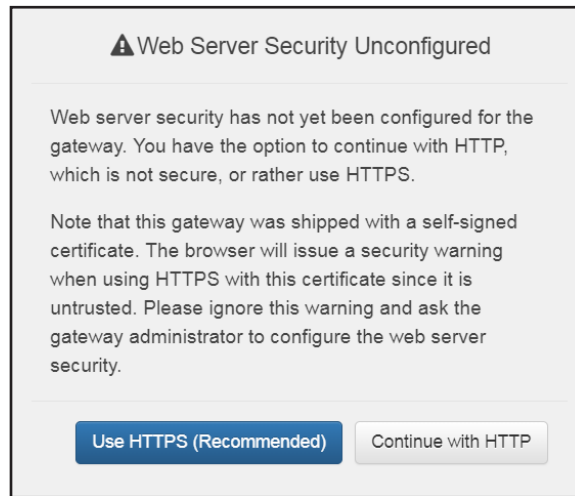 Web Server Security Unconfigured
Web server security has not yet been configured for the
gateway. You have the option to continue with HTTP,
which is not secure, or rather use HTTPS.
Note that this gateway was shipped with a self-signed
certificate. The browser will issue a security warning
when using HTTPS with this certificate since it is
untrusted. Please ignore this warning and ask the
gateway administrator to configure the web server
security.
Use HTTPS (Recommended)
Continue with HTTP